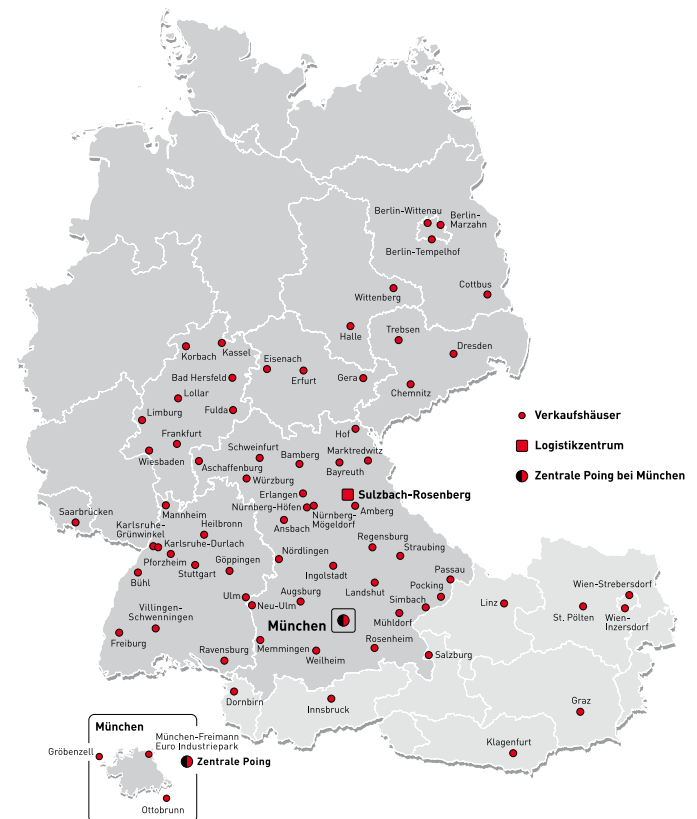 Berlin-Wittenau
Berlin-
Marzahn
Berlin-Tempelhof
Cottbus
Wittenberg
Halle
Trebsen
Dresden
Korbach
Kassel
Eisenach
Bad Hersfeld
Erfurt
Gera
Chemnitz
Lollar
Limburg
Fulda
Verkaufshäuser
Hof
Frankfurt
Schweinfurt
Bamberg
Marktredwitz
Logistikzentrum
Wiesbaden
Aschaffenburg
Bayreuth
Zentrale Poing bei München
Würzburg
Erlangen
Sulzbach-Rosenberg
Saarbrücken
Mannheim
Nürnberg-Höfen
Nürnberg-
Mögeldorf
Amberg
Karlsruhe-
Grünwinkel
Heilbronn
Ansbach
Karlsruhe-Durlach
Regensburg
Pforzheim
Göppingen
Nördlingen
Straubing
Stuttgart
Bühl
Ingolstadt
Passau
Landshut
Pocking
Wien-Strebersdorf
Ulm
Neu-Ulm
Augsburg
Simbach
Linz
Villingen-
Schwenningen
München
Mühldorf
St. Pölten
Wien-
Inzersdorf
Freiburg
Memmingen
Rosenheim
Ravensburg
Weilheim
Salzburg
Dornbirn
Innsbruck
Graz
Klagenfurt
München
München-Freimann
Euro Industriepark
Gröbenzell
Zentrale Poing
Ottobrunn